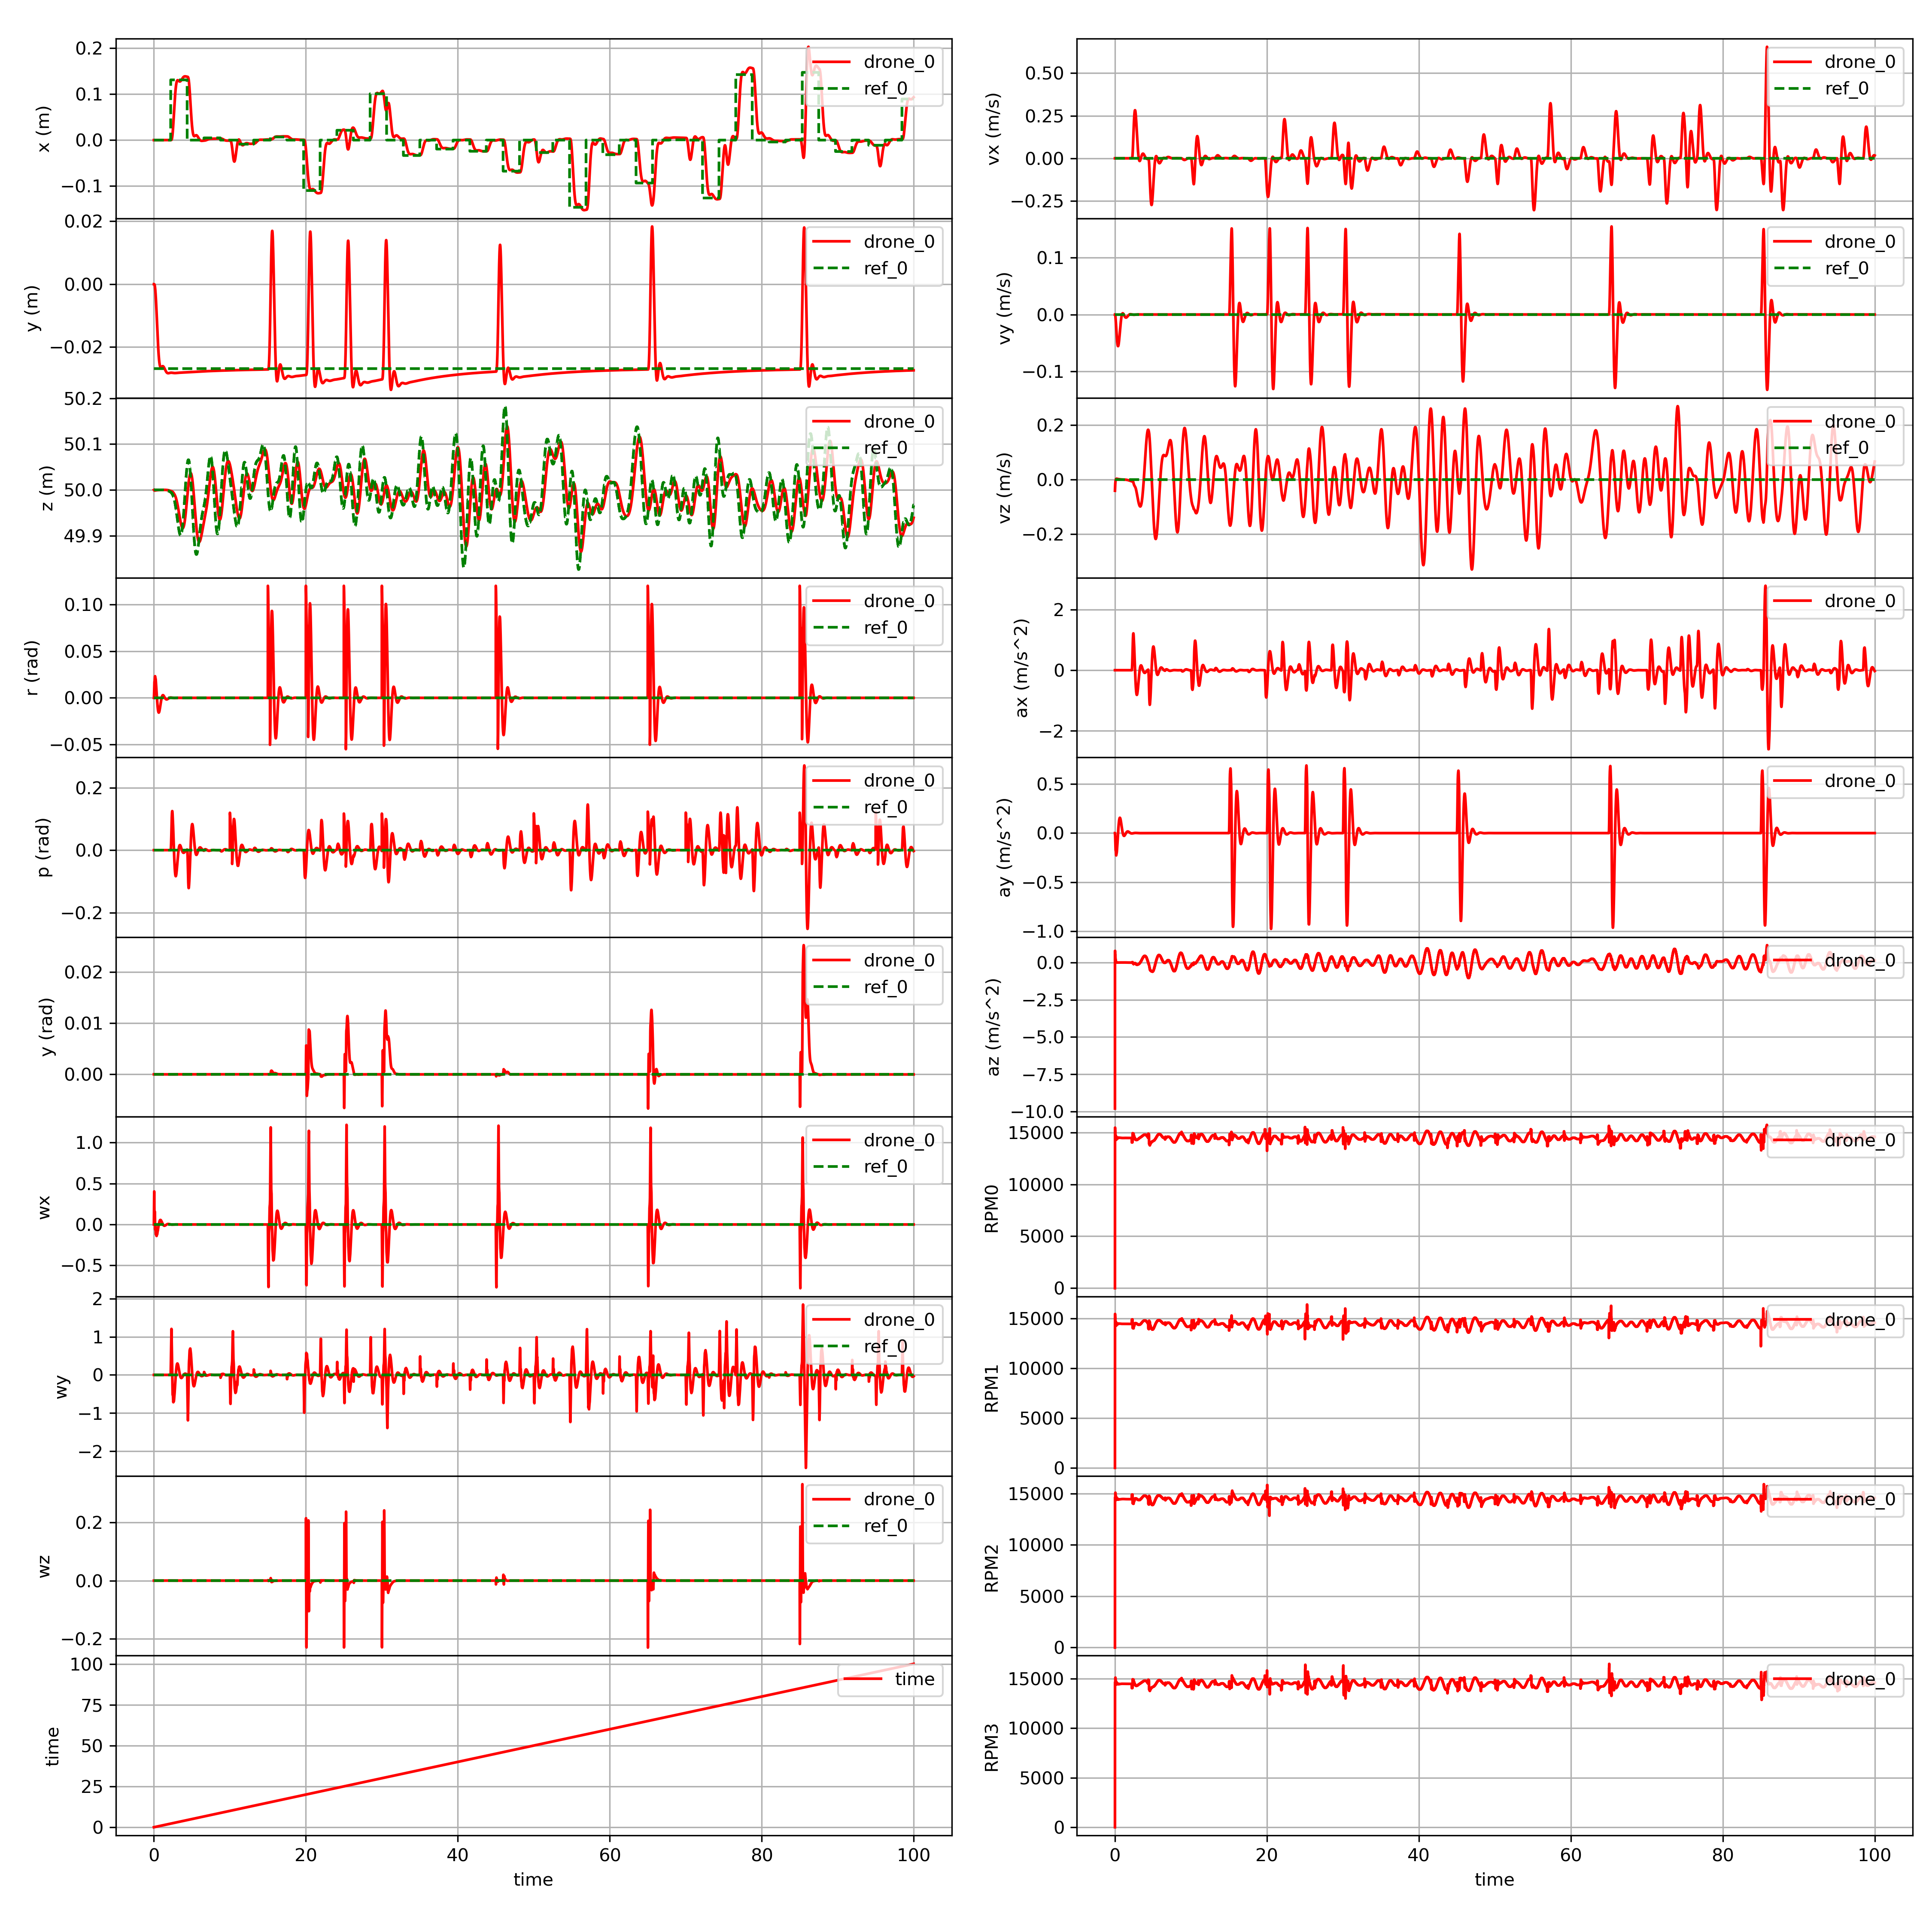 x (m)
0.2
0.1
0.0
−0.1
drone_0
ref_0
y (m)
0.02
0.00
−0.02
drone_0
ref_0
z (m)
50.2
50.1
50.0
49.9
drone_0
ref_0
r (rad)
0.10
0.05
0.00
−0.05
drone_0
ref_0
p (rad)
0.2
0.0
−0.2
drone_0
ref_0
y (rad)
0.02
0.01
0.00
drone_0
ref_0
wx
1.0
0.5
0.0
−0.5
drone_0
ref_0
wy
2
1
0
−1
−2
drone_0
ref_0
wz
0.2
0.0
−0.2
drone_0
ref_0
time
100
75
50
25
0
time
0 20 40 60 80 100
time
vx (m/s)
0.50
0.25
0.00
−0.25
drone_0
ref_0
vy (m/s)
0.1
0.0
−0.1
drone_0
ref_0
vz (m/s)
0.2
0.0
−0.2
drone_0
ref_0
ax (m/s^2)
2
0
−2
drone_0
ay (m/s^2)
0.5
0.0
−0.5
−1.0
drone_0
az (m/s^2)
0.0
−2.5
−5.0
−7.5
−10.0
drone_0
RPM0
15000
10000
5000
0
drone_0
RPM1
15000
10000
5000
0
drone_0
RPM2
15000
10000
5000
0
drone_0
RPM3
15000
10000
5000
0
drone_0
0 20 40 60 80 100
time